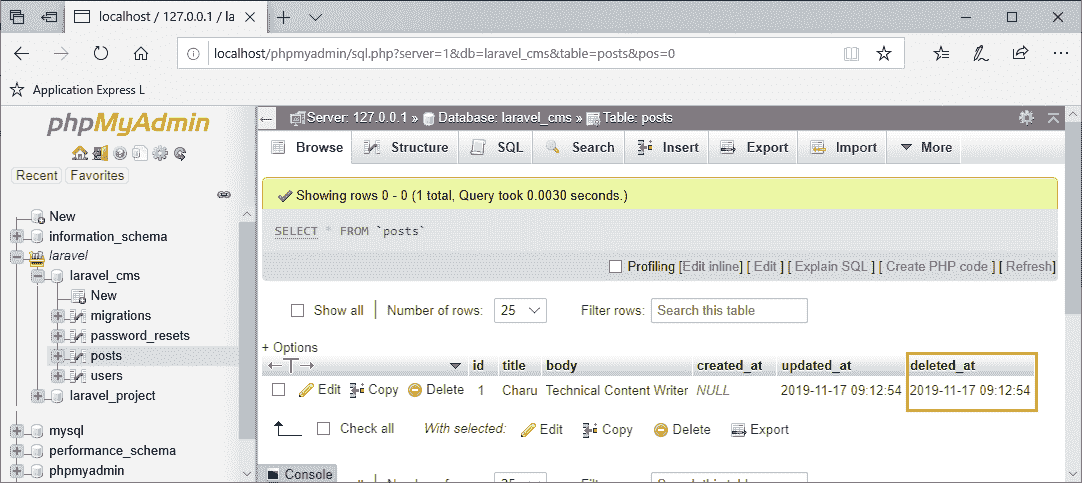 localhost / 127.0.0.1 / la
localhost/phpmyadmin/sql.php?server=1&db=laravel_cms&table=posts&pos=0
Application Express L
phpMyAdmin
Recent Favorites
New
information_schema
laravel
laravel_cms
New
migrations
password_resets
posts
users
laravel_project
mysql
performance_schema
phpmyadmin
Server: 127.0.0.1 » Database: laravel_cms » Table: posts
Browse Structure SQL Search Insert Export Import More
Showing rows 0 - 0 (1 total, Query took 0.0030 seconds.)
SELECT * FROM `posts`
Profiling [Edit inline] [ Edit ] [ Explain SQL ] [ Create PHP code ] [ Refresh]
Show all Number of rows: 25 Filter rows: Search this table
+ Options
←T→ id title body created_at updated_at deleted_at
Edit Copy Delete 1 Charu Technical Content Writer NULL 2019-11-17 09:12:54 2019-11-17 09:12:54
Check all With selected: Edit Copy Delete Export
Console